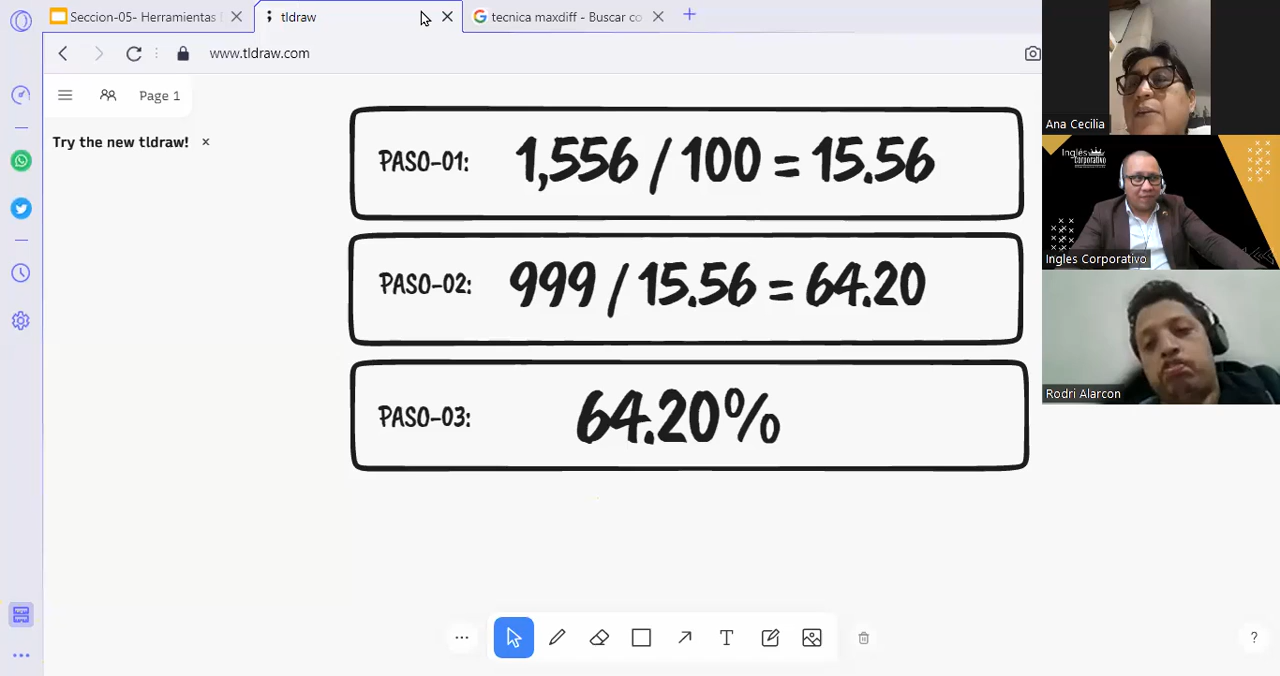 Seccion-05- Herramientas
tldraw
tecnica maxdiff - Buscar co
www.tldraw.com
Page 1
Try the new tldraw!
PASO-01: 1,556 / 100 = 15.56
PASO-02: 999 / 15.56 = 64.20
PASO-03: 64.20%
Ana Cecilia
Inglés
Corporativo
Ingles Corporativo
Rodri Alarcon
T
?